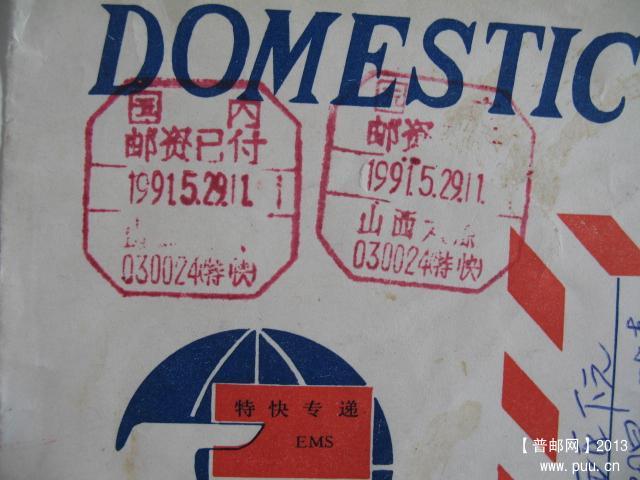 DOMESTIC
国 内
邮资已付
1991.5.29.11
030024(特快)
国
邮资
1991.5.29.11
山西
030024(特快)
特快专递
EMS
【普邮网】2013
www.puu.cn